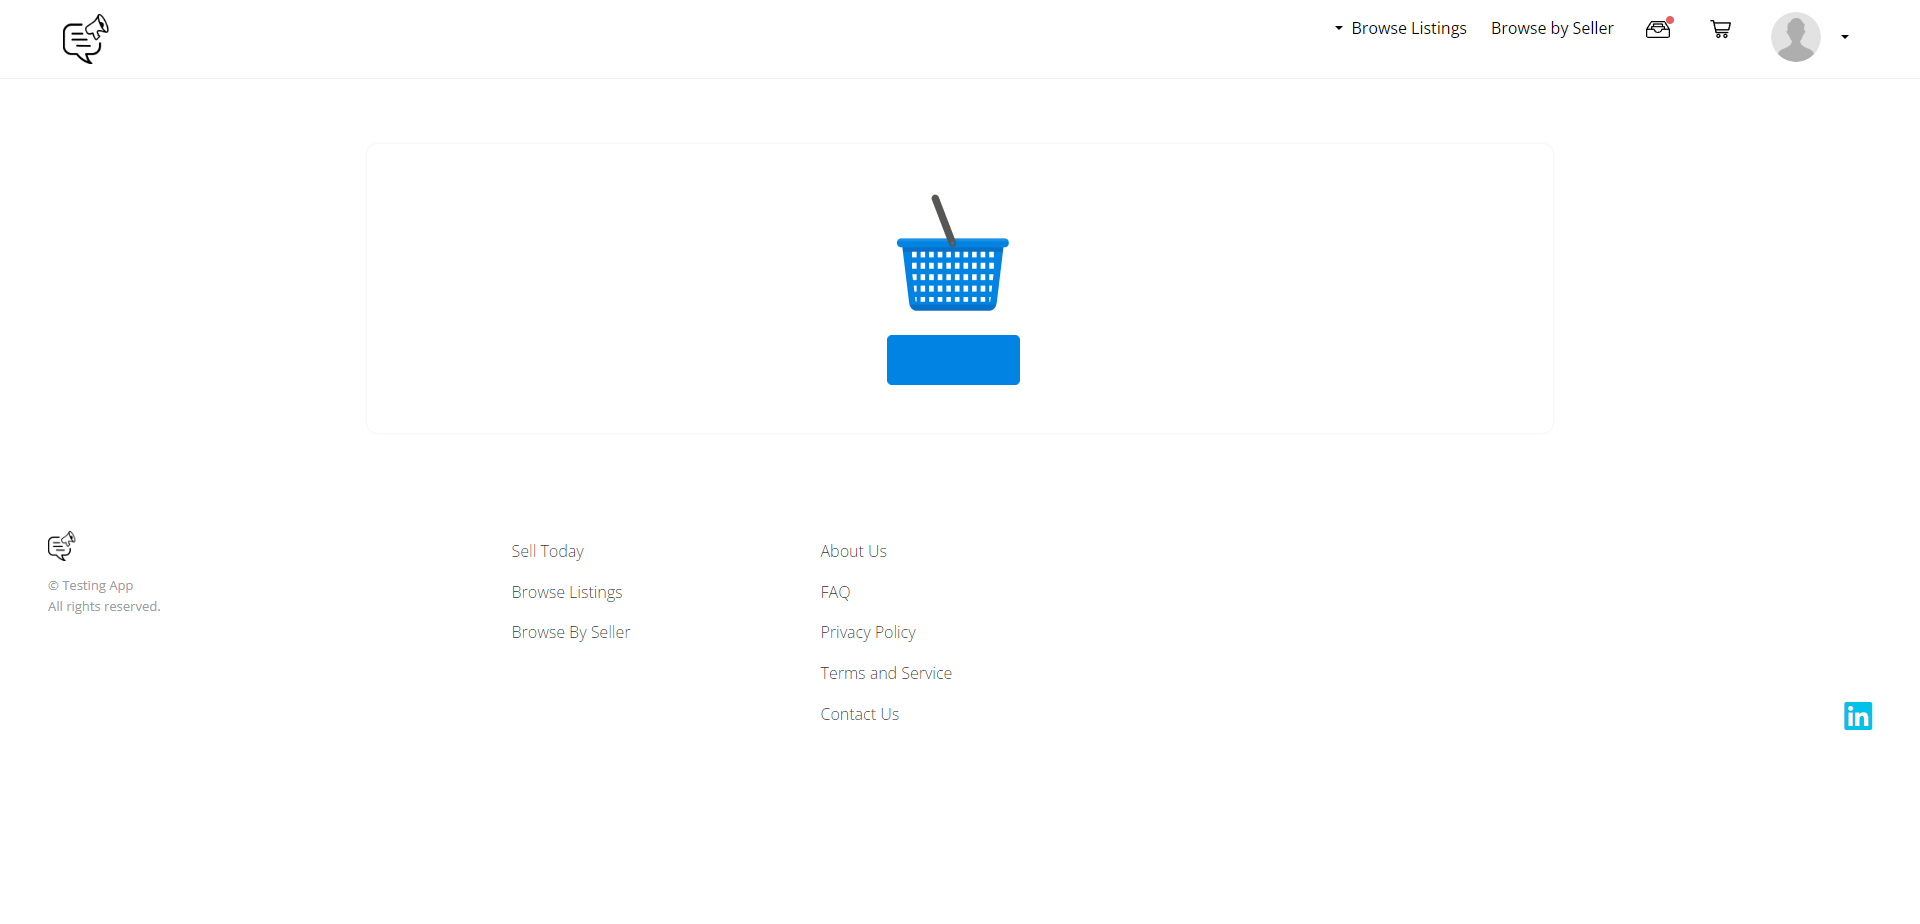 Browse Listings
Browse by Seller
© Testing App
All rights reserved.
Sell Today
Browse Listings
Browse By Seller
About Us
FAQ
Privacy Policy
Terms and Service
Contact Us
in